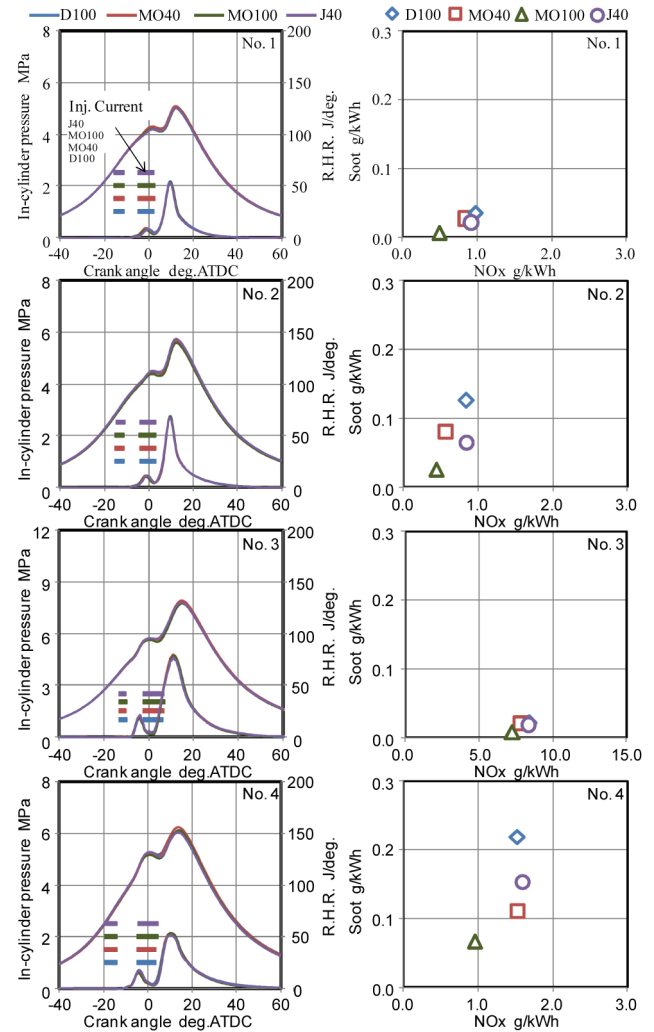 D100 MO40 MO100 J40
D100 MO40 MO100 J40
In-cylinder pressure MPa
8
6
4
2
0
No. 1
Inj. Current
J40
MO100
MO40
D100
200
150
100
50
0
R.H.R. J/deg.
-40 -20 0 20 40 60
Crank angle deg.ATDC
Soot g/kWh
0.3
0.2
0.1
0.0
No. 1
0.0 1.0 2.0 3.0
NOx g/kWh
In-cylinder pressure MPa
8
6
4
2
0
No. 2
200
150
100
50
0
R.H.R. J/deg.
-40 -20 0 20 40 60
Crank angle deg.ATDC
Soot g/kWh
0.3
0.2
0.1
0.0
No. 2
0.0 1.0 2.0 3.0
NOx g/kWh
In-cylinder pressure MPa
12
9
6
3
0
No. 3
200
150
100
50
0
R.H.R. J/deg.
-40 -20 0 20 40 60
Crank angle deg.ATDC
Soot g/kWh
0.3
0.2
0.1
0.0
No. 3
0.0 5.0 10.0 15.0
NOx g/kWh
In-cylinder pressure MPa
8
6
4
2
0
No. 4
200
150
100
50
0
R.H.R. J/deg.
-40 -20 0 20 40 60
Crank angle deg.ATDC
Soot g/kWh
0.3
0.2
0.1
0.0
No. 4
0.0 1.0 2.0 3.0
NOx g/kWh